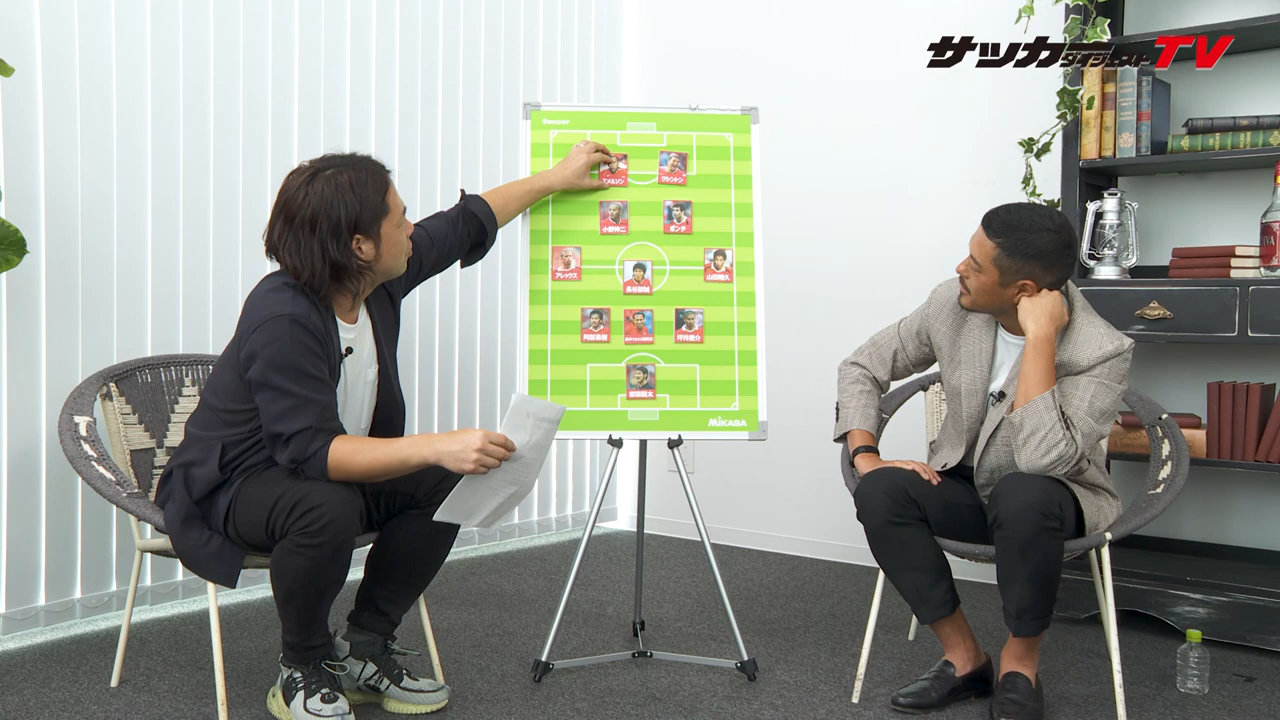 サッカーダイジェストTV
Soccer
エメルソン
ワシントン
小野伸二
ポンテ
アレックス
長谷部誠
山田暢久
阿部勇樹
坪井慶介
都築龍太
MIKASA